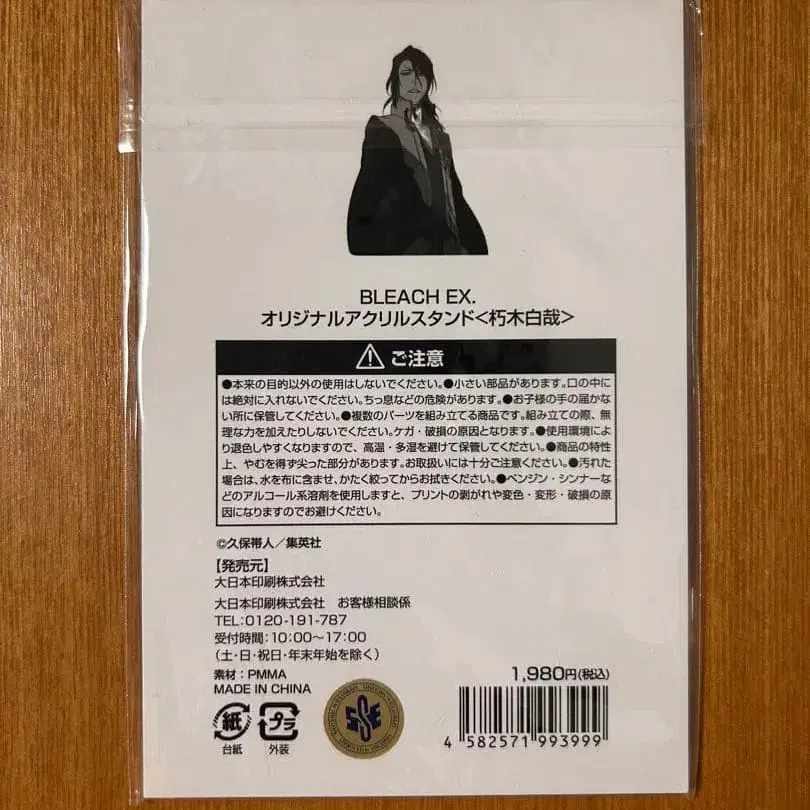 BLEACH EX.
オリジナルアクリルスタンド<朽木白哉>
ご注意
●本来の目的以外の使用はしないでください。●小さい部品があります。口の中に
は絶対に入れないでください。ちっ息などの危険があります。●お子様の手の届かな
い所に保管してください。●複数のパーツを組み立てる商品です。組み立ての際、無
理な力を加えたりしないでください。ケガ・破損の原因となります。●使用環境によ
り退色しやすくなりますので、高温・多湿を避けて保管してください。●商品の特性
上、やむを得ず尖った部分があります。お取扱いには十分ご注意ください。●汚れた
場合は、水を布に含ませ、かたく絞ってからお拭きください。●ベンジン・シンナーな
どのアルコール系溶剤を使用しますと、プリントの剥がれや変色・変形・破損の原
因になりますのでお避けください。
©久保帯人／集英社
【発売元】
大日本印刷株式会社
大日本印刷株式会社　お客様相談係
TEL:0120-191-787
受付時間:10:00～17:00
(土・日・祝日・年末年始を除く)
素材：PMMA
MADE IN CHINA
1,980円(税込)
紙
台紙
プラ
外装
4 582571 993999